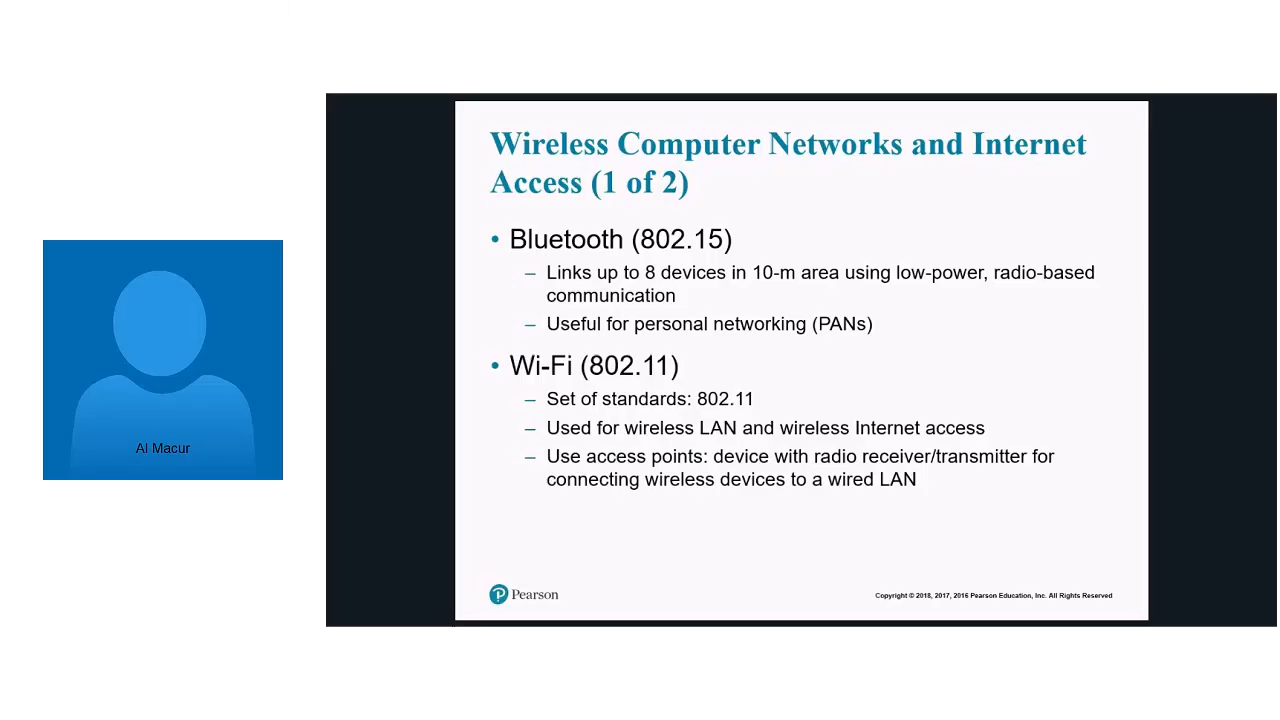 Al Macur
Wireless Computer Networks and Internet
Access (1 of 2)
• Bluetooth (802.15)
– Links up to 8 devices in 10-m area using low-power, radio-based
communication
– Useful for personal networking (PANs)
• Wi-Fi (802.11)
– Set of standards: 802.11
– Used for wireless LAN and wireless Internet access
– Use access points: device with radio receiver/transmitter for
connecting wireless devices to a wired LAN
P Pearson
Copyright © 2018, 2017, 2016 Pearson Education, Inc. All Rights Reserved